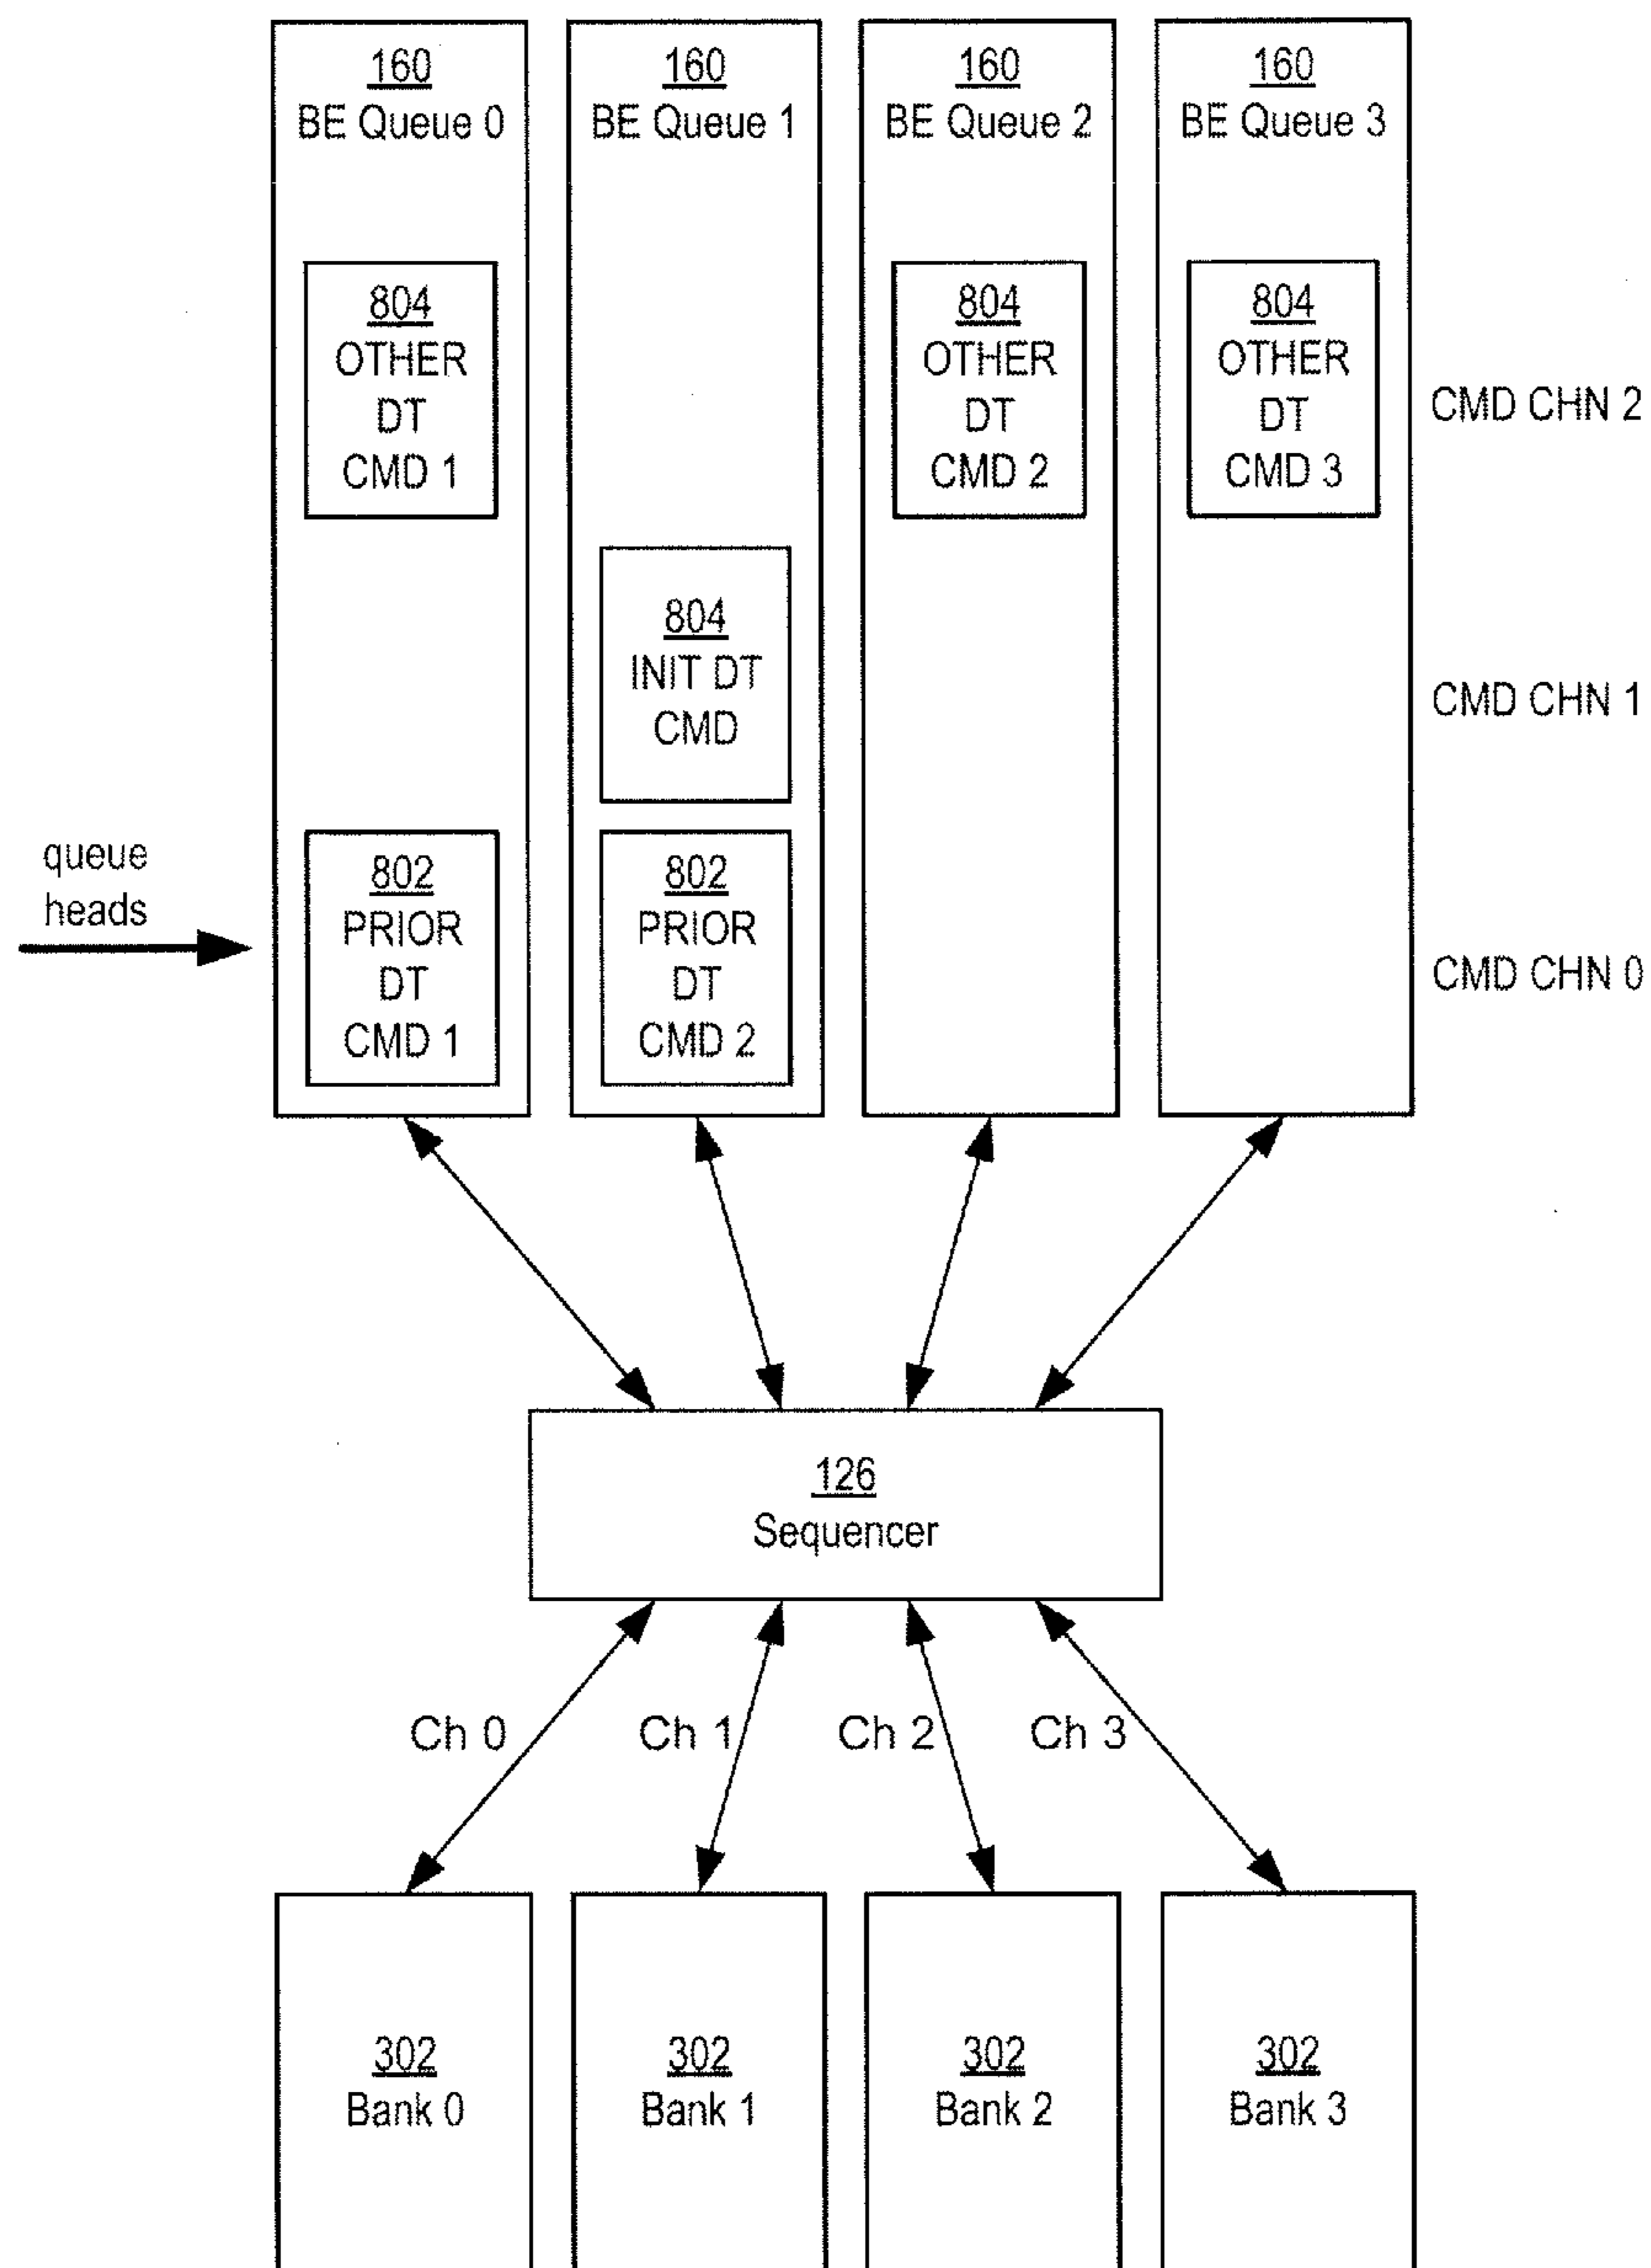 160
BE Queue 0
160
BE Queue 1
160
BE Queue 2
160
BE Queue 3
804
OTHER
DT
CMD 1
804
OTHER
DT
CMD 2
804
OTHER
DT
CMD 3
CMD CHN 2
804
INIT DT
CMD
CMD CHN 1
queue
heads
802
PRIOR
DT
CMD 1
802
PRIOR
DT
CMD 2
CMD CHN 0
126
Sequencer
Ch 0
Ch 1
Ch 2
Ch 3
302
Bank 0
302
Bank 1
302
Bank 2
302
Bank 3